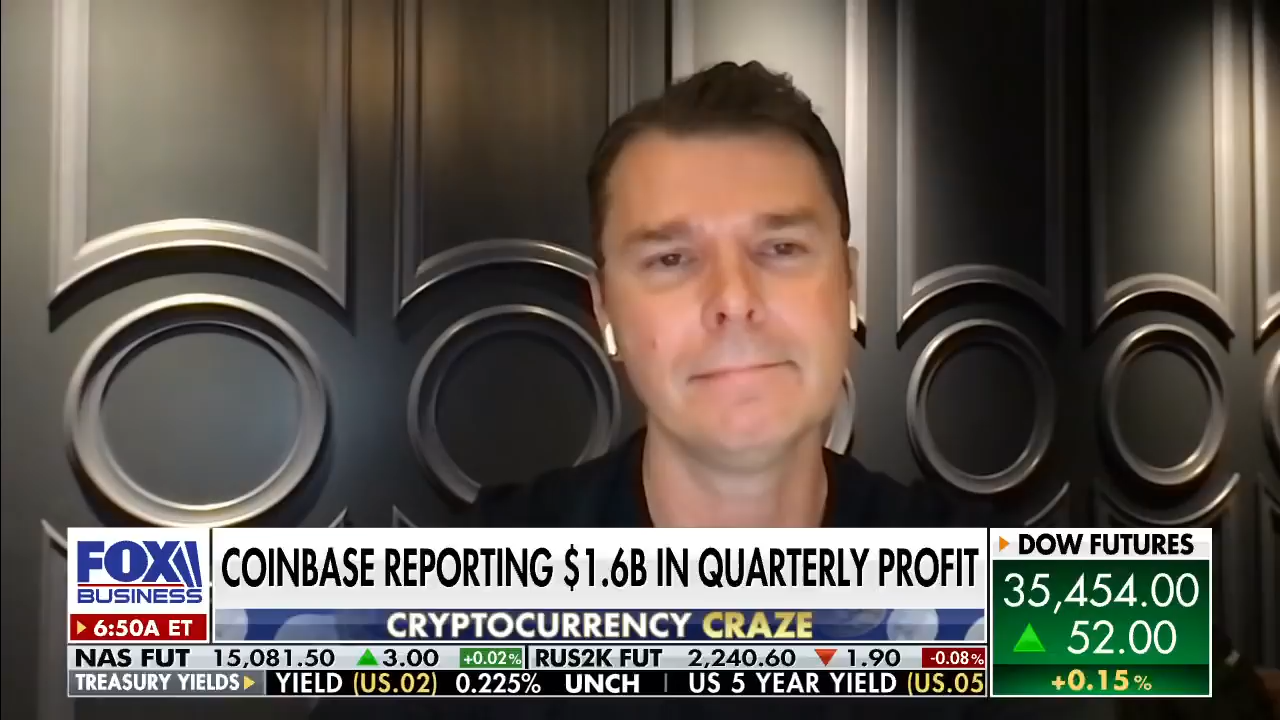 FOX
BUSINESS
6:50A ET
COINBASE REPORTING $1.6B IN QUARTERLY PROFIT
CRYPTOCURRENCY CRAZE
DOW FUTURES
35,454.00
52.00
+0.15%
NAS FUT 15,081.50 3.00 +0.02% RUS2K FUT 2,240.60 1.90 -0.08%
TREASURY YIELDS YIELD (US.02) 0.225% UNCH US 5 YEAR YIELD (US.05